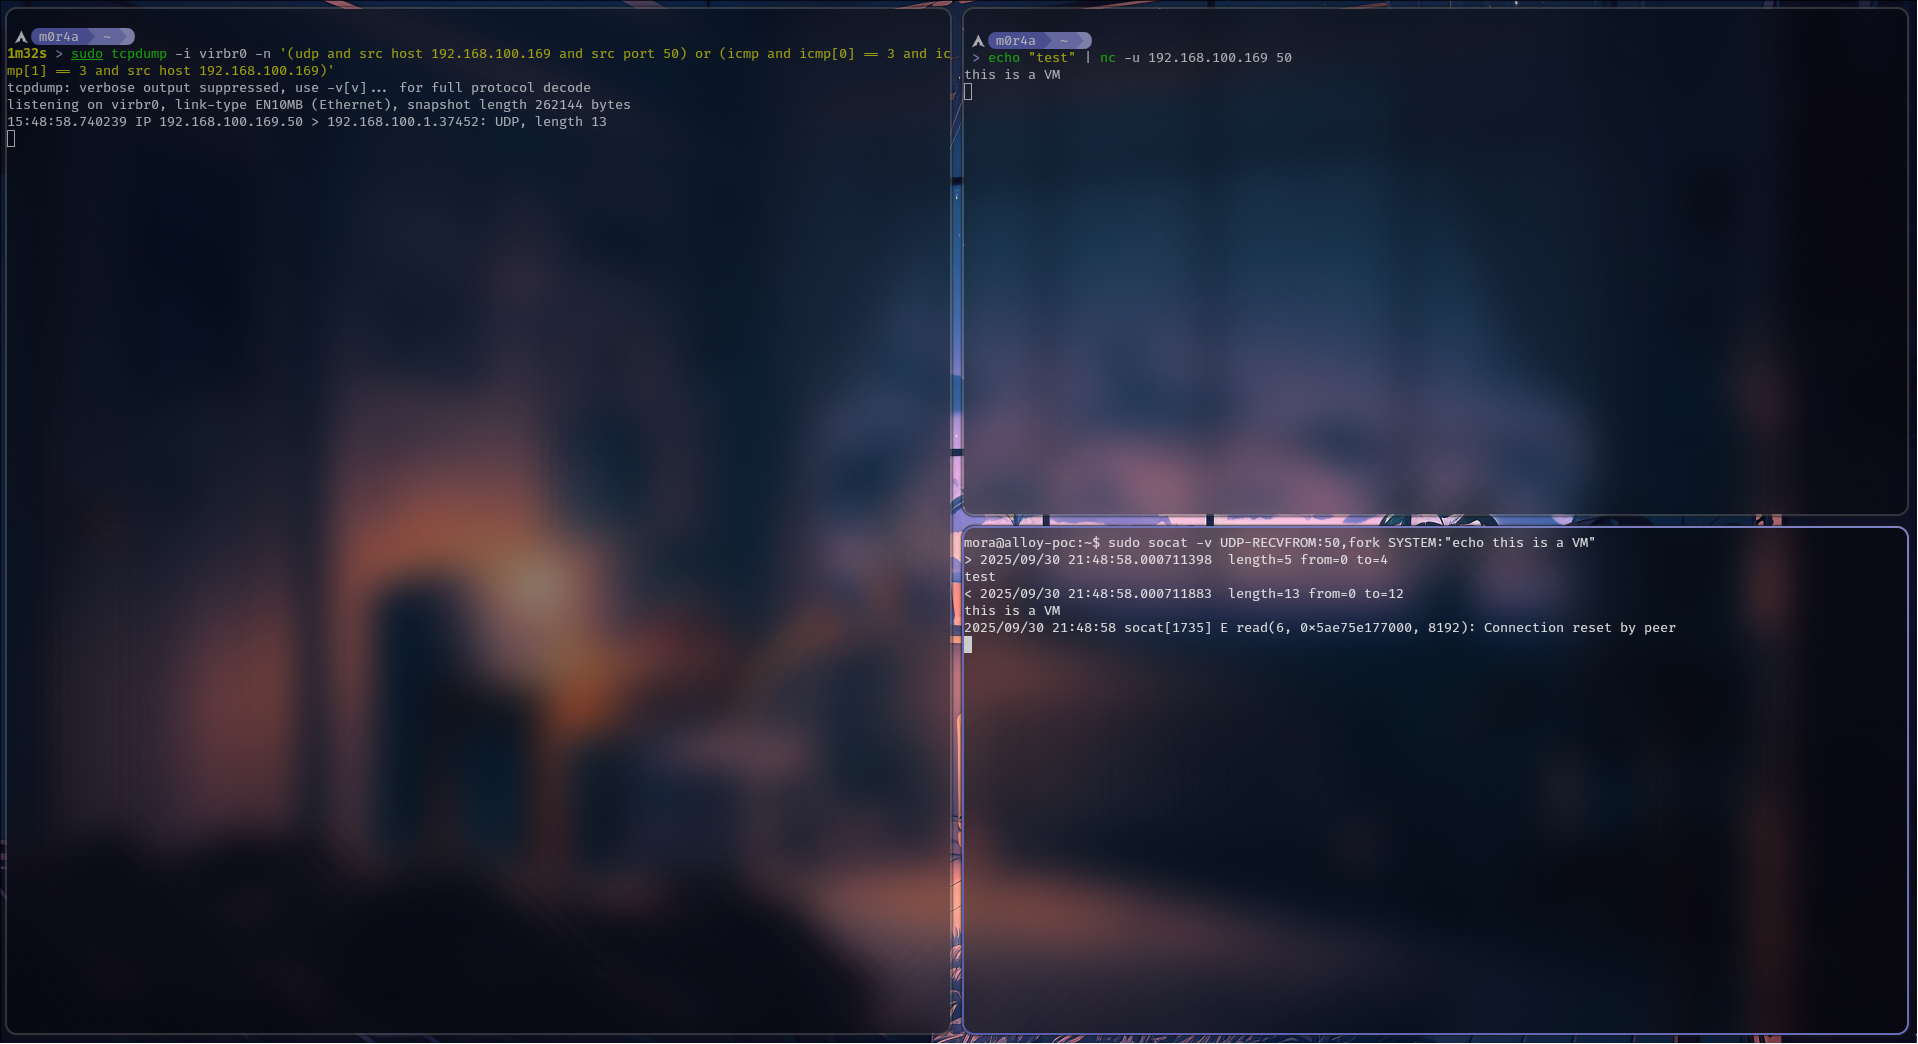 m0r4a ~
1m32s > sudo tcpdump -i virbr0 -n '(udp and src host 192.168.100.169 and src port 50) or (icmp and icmp[0] == 3 and ic
mp[1] == 3 and src host 192.168.100.169)'
tcpdump: verbose output suppressed, use -v[v]... for full protocol decode
listening on virbr0, link-type EN10MB (Ethernet), snapshot length 262144 bytes
15:48:58.740239 IP 192.168.100.169.50 > 192.168.100.1.37452: UDP, length 13
m0r4a ~
> echo "test" | nc -u 192.168.100.169 50
this is a VM
mora@alloy-poc:~$ sudo socat -v UDP-RECVFROM:50,fork SYSTEM:"echo this is a VM"
> 2025/09/30 21:48:58.000711398  length=5 from=0 to=4
test
< 2025/09/30 21:48:58.000711883  length=13 from=0 to=12
this is a VM
2025/09/30 21:48:58 socat[1735] E read(6, 0x5ae75e177000, 8192): Connection reset by peer